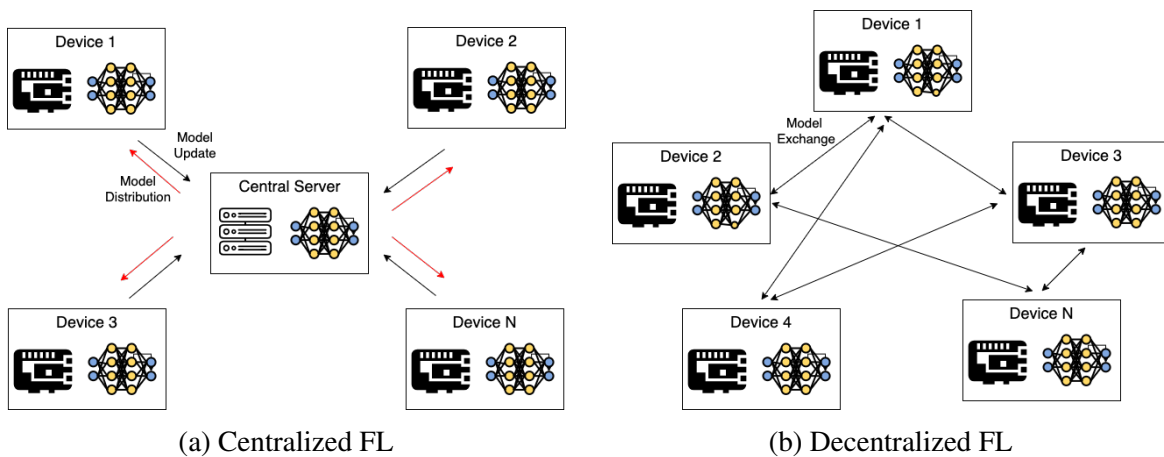 Device 1
Device 2
Model
Update
Model
Distribution
Central Server
Device 3
Device N
(a) Centralized FL
Device 1
Model
Exchange
Device 2
Device 3
Device 4
Device N
(b) Decentralized FL